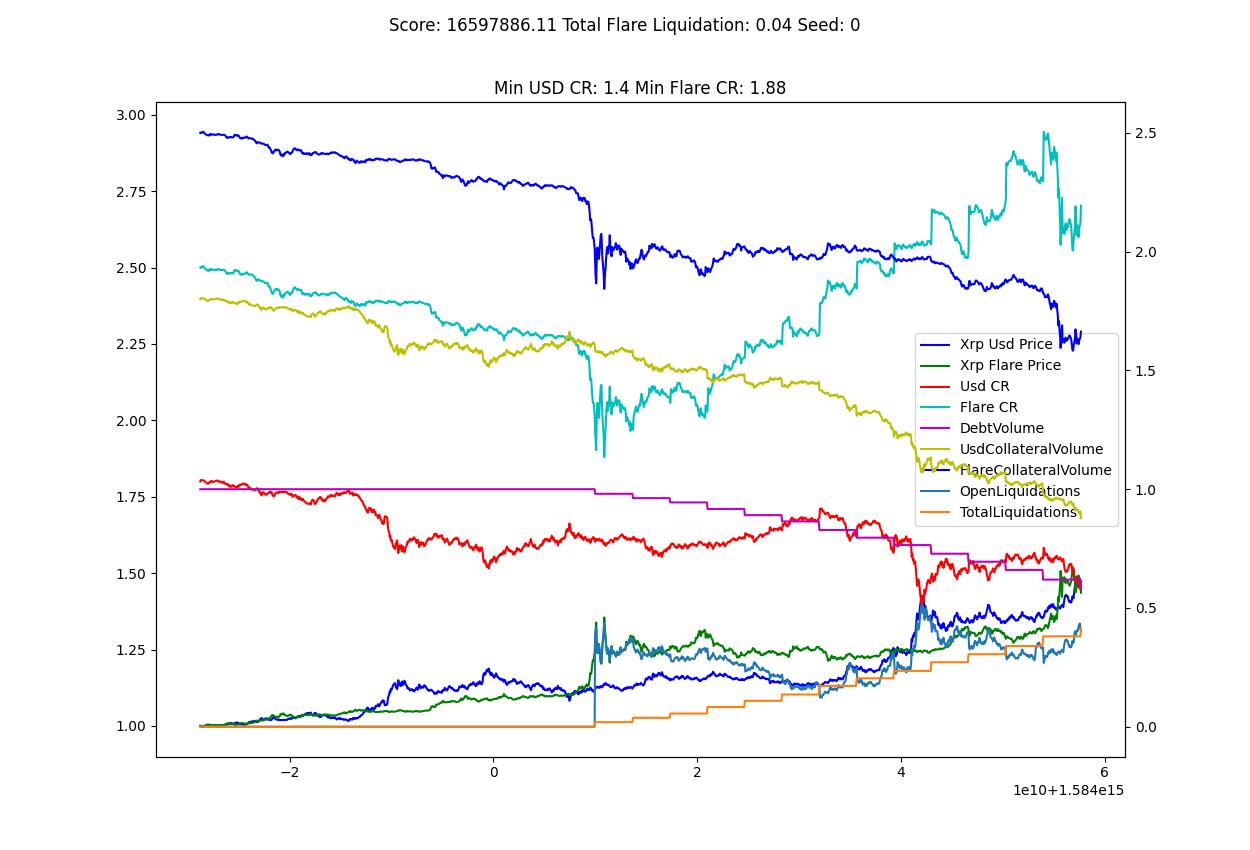 Score: 16597886.11 Total Flare Liquidation: 0.04 Seed: 0
Min USD CR: 1.4 Min Flare CR: 1.88
3.00
2.75
2.50
2.25
2.00
1.75
1.50
1.25
1.00
2.5
2.0
1.5
1.0
0.5
0.0
Xrp Usd Price
Xrp Flare Price
Usd CR
Flare CR
DebtVolume
UsdCollateralVolume
FlareCollateralVolume
OpenLiquidations
TotalLiquidations
−2 0 2 4 6
1e10+1.584e15